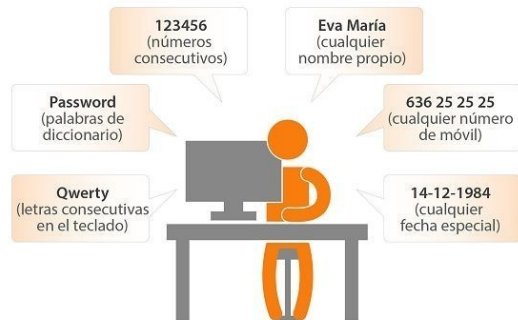 123456
(números
consecutivos)
Eva María
(cualquier
nombre propio)
Password
(palabras de
diccionario)
636 25 25 25
(cualquier número
de móvil)
Qwerty
(letras consecutivas
en el teclado)
14-12-1984
(cualquier
fecha especial)